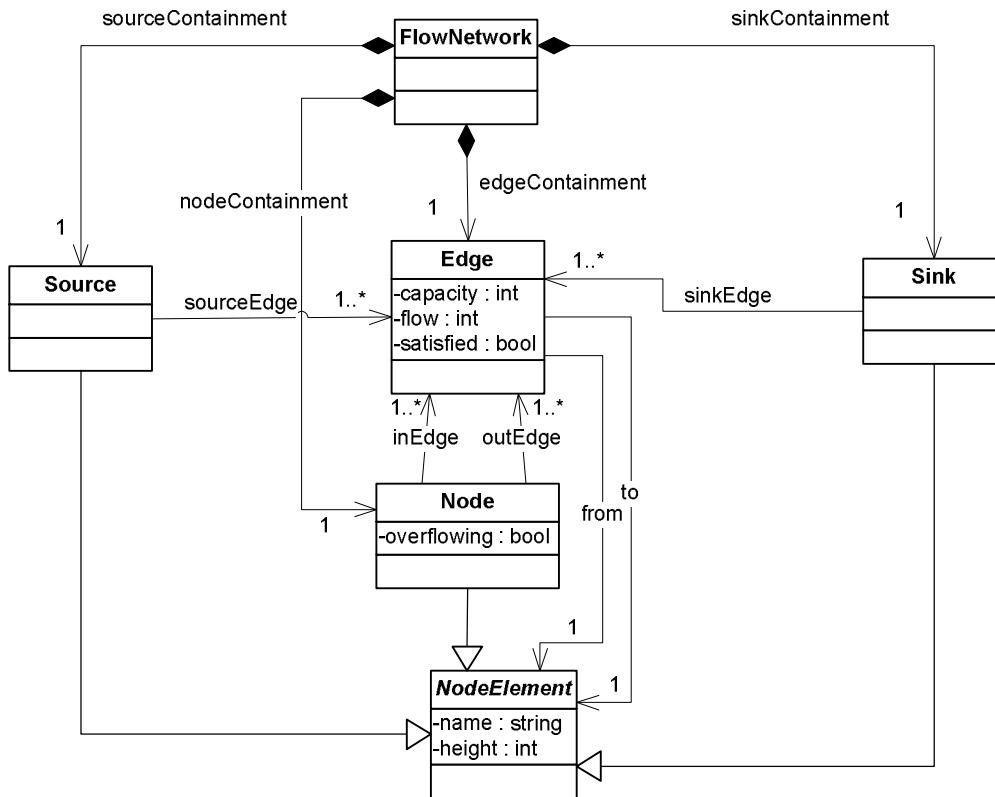 sourceContainment
FlowNetwork
sinkContainment
nodeContainment
edgeContainment
1
1
1
Source
Edge
Sink
-capacity : int
-flow : int
-satisfied : bool
sourceEdge
1..*
1..*
sinkEdge
1..*
1..*
inEdge
outEdge
Node
-overflowing : bool
1
to
from
1
1
NodeElement
-name : string
-height : int